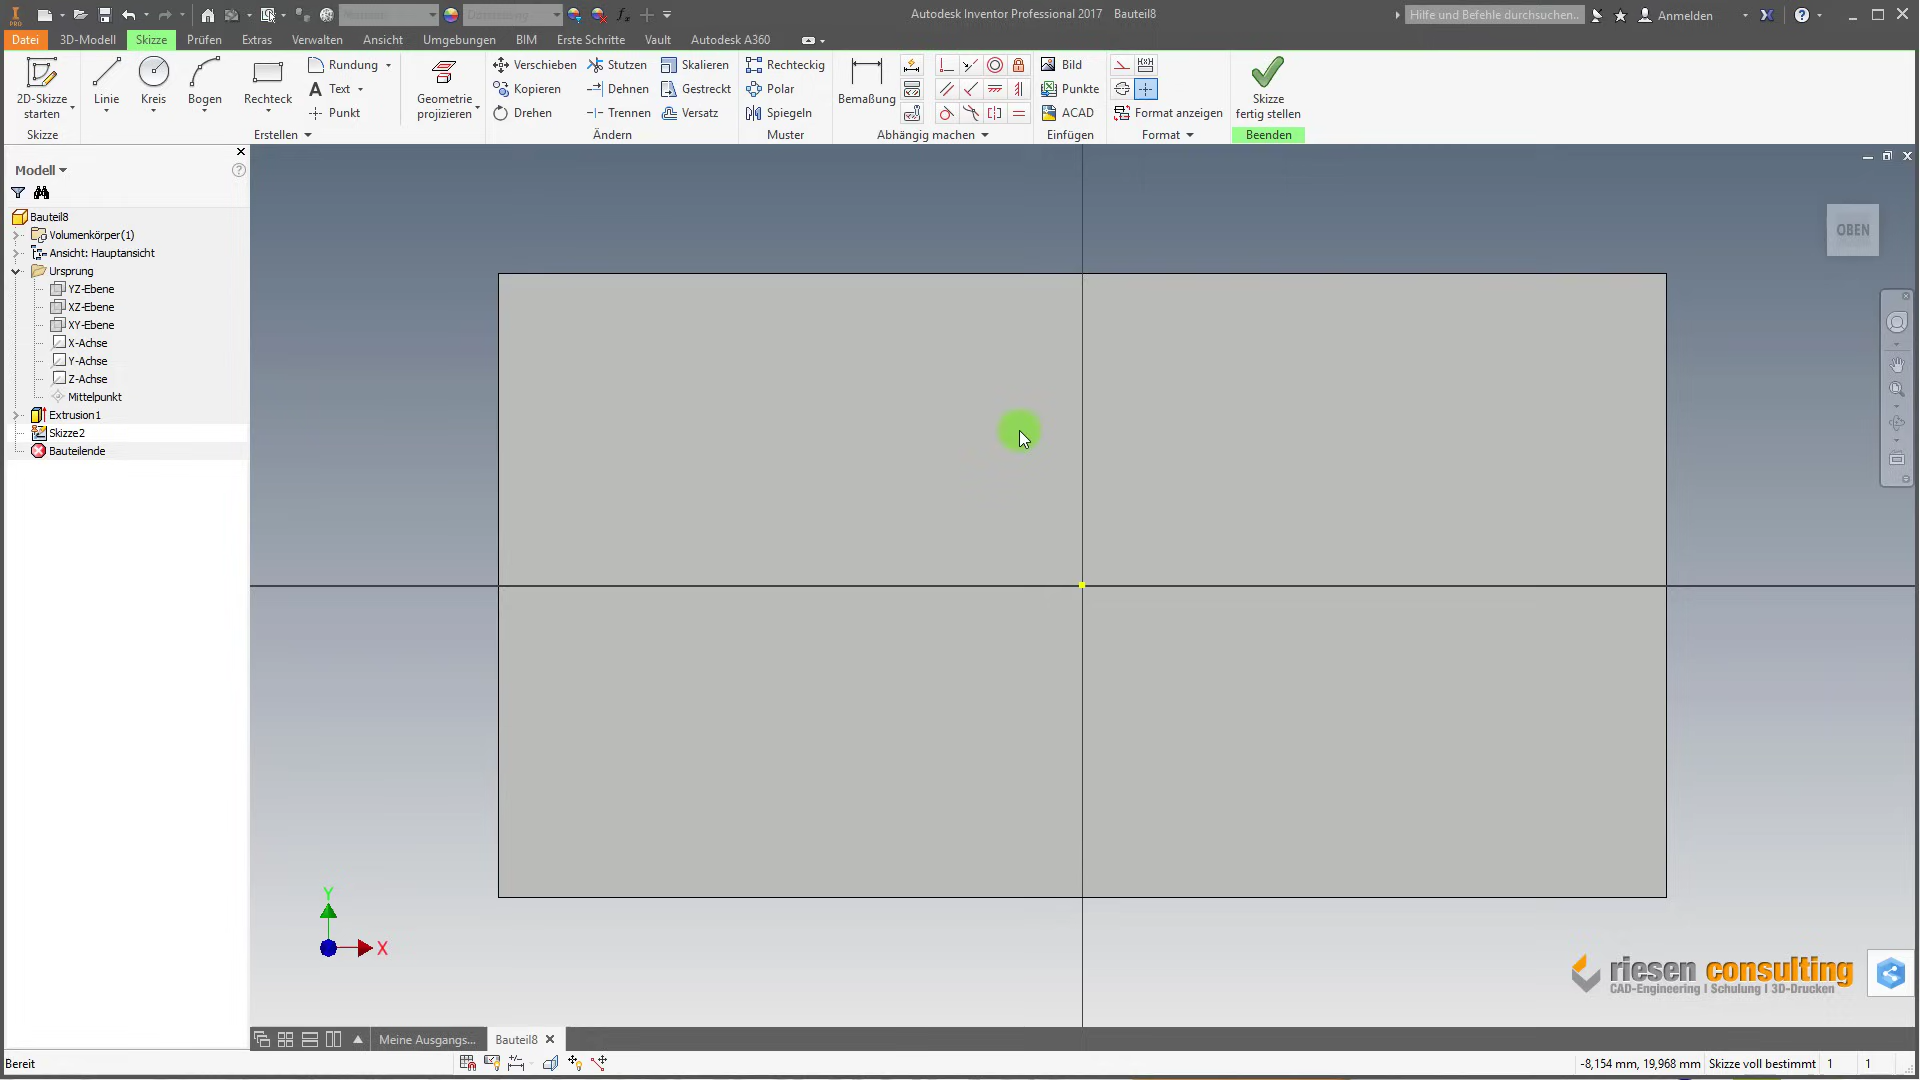 Autodesk Inventor Professional 2017 Bauteil8
Hilfe und Befehle durchsuchen...
Anmelden
Datei 3D-Modell Skizze Prüfen Extras Verwalten Ansicht Umgebungen BIM Erste Schritte Vault Autodesk A360
2D-Skizze starten
Linie
Kreis
Bogen
Rechteck
Rundung
Text
Punkt
Geometrie projizieren
Verschieben Stutzen Skalieren
Kopieren Dehnen Gestreckt
Drehen Trennen Versatz
Rechteckig
Polar
Spiegeln
Bemaßung
Bild
Punkte
ACAD
Format anzeigen
Skizze fertig stellen
Skizze Erstellen Ändern Muster Abhängig machen Einfügen Format Beenden
Modell
Bauteil8
Volumenkörper(1)
Ansicht: Hauptansicht
Ursprung
YZ-Ebene
XZ-Ebene
XY-Ebene
X-Achse
Y-Achse
Z-Achse
Mittelpunkt
Extrusion1
Skizze2
Bauteilende
OBEN
Y
X
riesen consulting
CAD-Engineering I Schulung I 3D-Drucken
Meine Ausgangs... Bauteil8
Bereit
-8,154 mm, 19,968 mm Skizze voll bestimmt 1 1